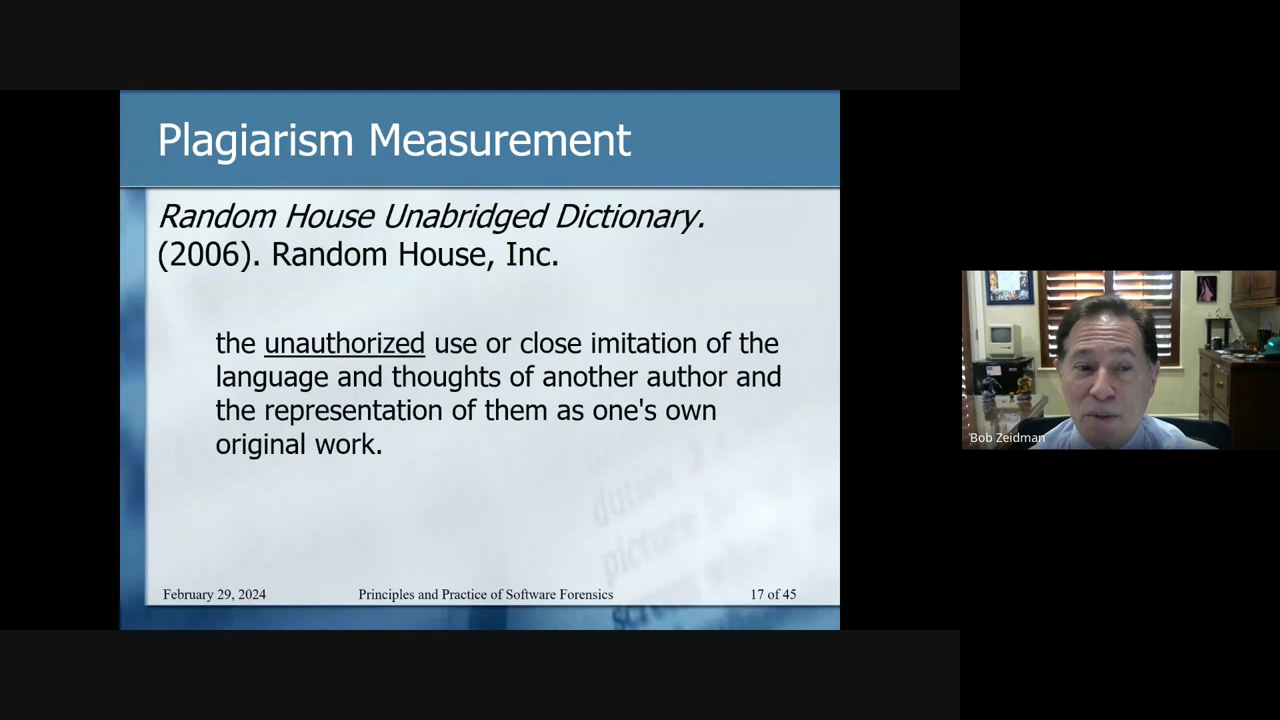 Plagiarism Measurement
Random House Unabridged Dictionary.
(2006). Random House, Inc.
the unauthorized use or close imitation of the
language and thoughts of another author and
the representation of them as one's own
original work.
picture
screen
February 29, 2024 Principles and Practice of Software Forensics 17 of 45
Bob Zeidman